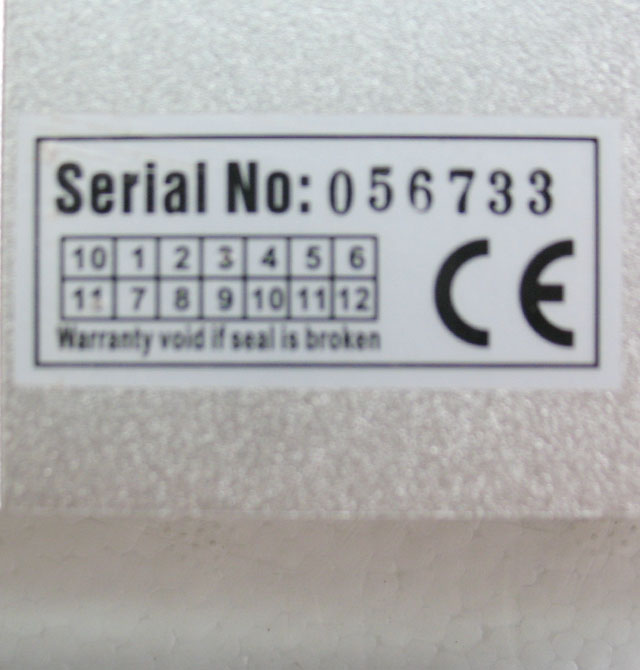 Serial No: 056733
10 1 2 3 4 5 6
11 7 8 9 10 11 12
Warranty void if seal is broken
CE